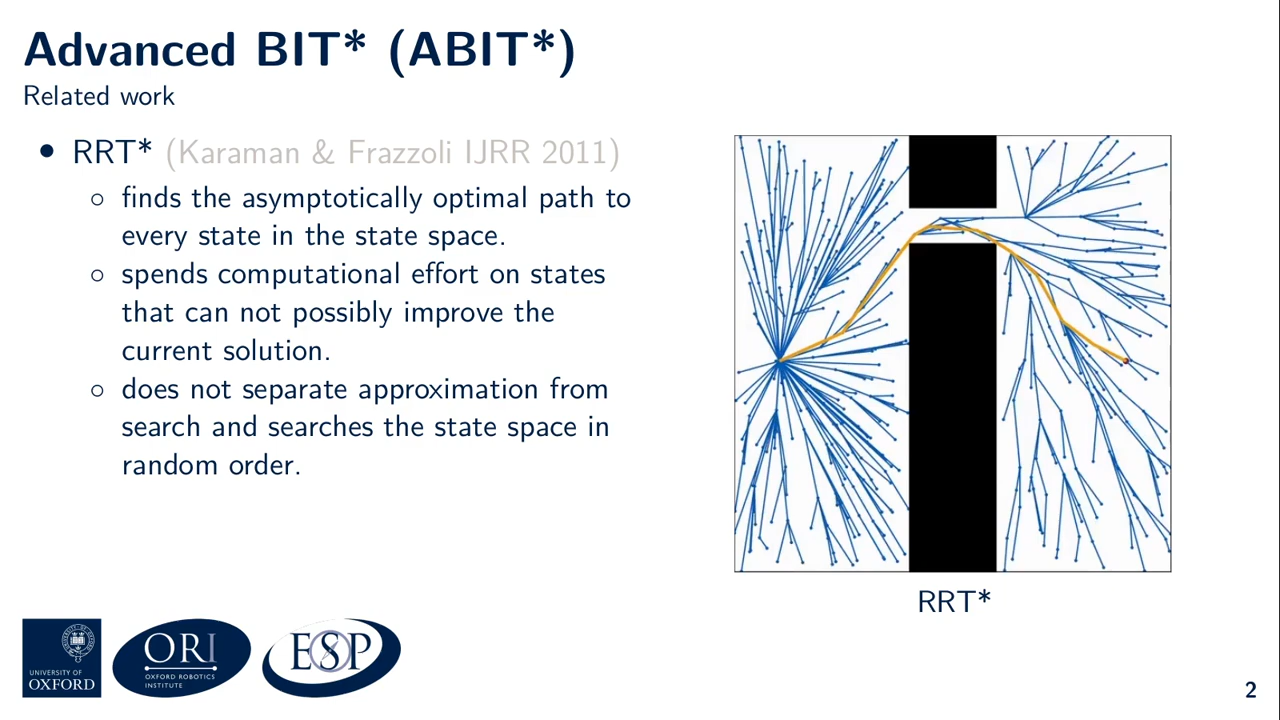 Advanced BIT* (ABIT*)
Related work
• RRT* (Karaman & Frazzoli IJRR 2011)
○ finds the asymptotically optimal path to
every state in the state space.
○ spends computational effort on states
that can not possibly improve the
current solution.
○ does not separate approximation from
search and searches the state space in
random order.
RRT*
UNIVERSITY OF
OXFORD
ORI
OXFORD ROBOTICS
INSTITUTE
ESP
2